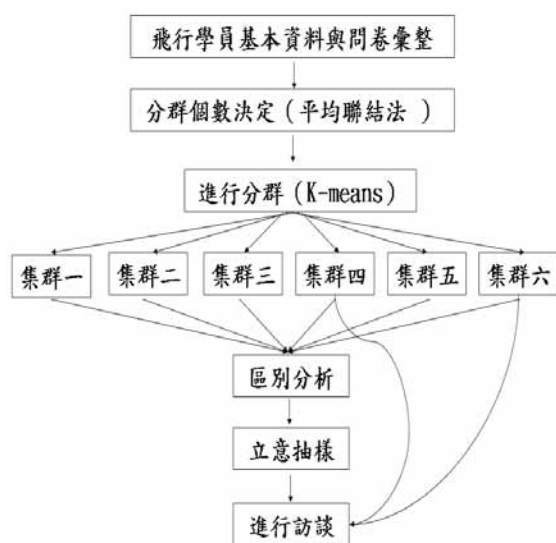 飛行學員基本資料與問卷彙整
分群個數決定（平均聯結法 ）
進行分群（K-means）
集群一 集群二 集群三 集群四 集群五 集群六
區別分析
立意抽樣
進行訪談